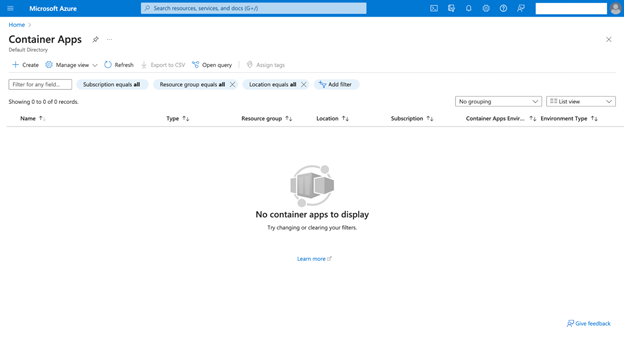 Microsoft Azure
Search resources, services, and docs (G+/)
Home
Container Apps
Default Directory
Create Manage view Refresh Export to CSV Open query Assign tags
Filter for any field... Subscription equals all Resource group equals all Location equals all Add filter
Showing 0 to 0 of 0 records. No grouping List view
Name Type Resource group Location Subscription Container Apps Envir... Environment Type
No container apps to display
Try changing or clearing your filters.
Learn more
Give feedback